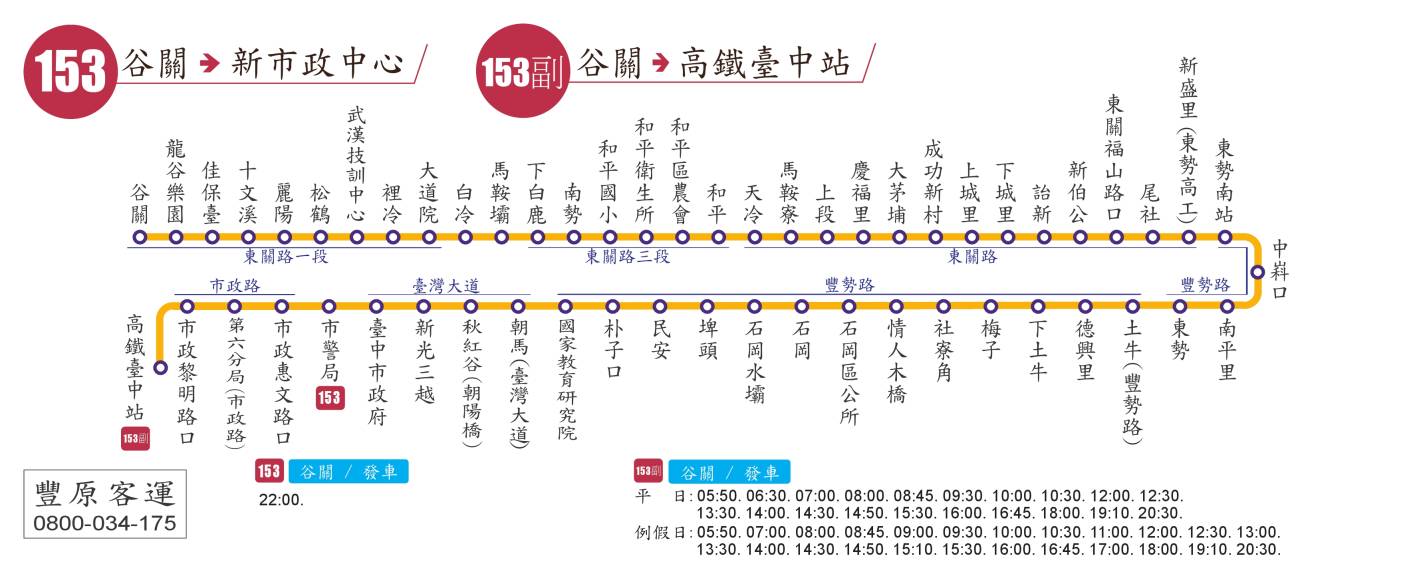 153 谷關 → 新市政中心
153副 谷關 → 高鐵臺中站
谷關
龍谷樂園
佳保臺
十文溪
麗陽
松鶴
武漢技訓中心
裡冷
大道院
白冷
馬鞍壩
下白鹿
南勢
和平國小
和平衛生所
和平區農會
和平
天冷
馬鞍寮
上段
慶福里
大茅埔
成功新村
上城里
下城里
詒新
新伯公
東關福山路口
尾社
新盛里(東勢高工)
東勢南站
東關路一段
東關路三段
東關路
中嵙口
市政路
臺灣大道
豐勢路
豐勢路
高鐵臺中站
153副
市政黎明路口
第六分局(市政路)
市政惠文路口
市警局
153
臺中市政府
新光三越
秋紅谷(朝陽橋)
朝馬(臺灣大道)
國家教育研究院
朴子口
民安
埤頭
石岡水壩
石岡
石岡區公所
情人木橋
社寮角
梅子
下土牛
德興里
土牛(豐勢路)
東勢
南平里
豐原客運
0800-034-175
153 谷關 / 發車
22:00.
153副 谷關 / 發車
平 日: 05:50. 06:30. 07:00. 08:00. 08:45. 09:30. 10:00. 10:30. 12:00. 12:30.
13:30. 14:00. 14:30. 14:50. 15:30. 16:00. 16:45. 18:00. 19:10. 20:30.
例假日: 05:50. 07:00. 08:00. 08:45. 09:00. 09:30. 10:00. 10:30. 11:00. 12:00. 12:30. 13:00.
13:30. 14:00. 14:30. 14:50. 15:10. 15:30. 16:00. 16:45. 17:00. 18:00. 19:10. 20:30.